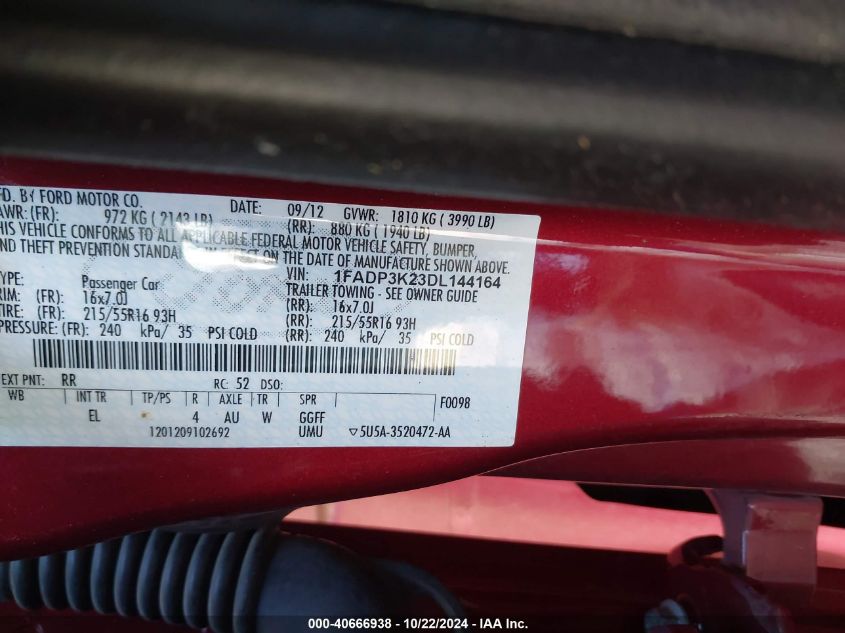 FD. BY FORD MOTOR CO. DATE: 09/12 GVWR: 1810 KG ( 3990 LB)
AWR: (FR): 972 KG ( 2143 LB) (RR): 880 KG ( 1940 LB)
THIS VEHICLE CONFORMS TO ALL APPLICABLE FEDERAL MOTOR VEHICLE SAFETY, BUMPER,
AND THEFT PREVENTION STANDA IN EFFECT ON THE DATE OF MANUFACTURE SHOWN ABOVE.
VIN: 1FADP3K23DL144164
TYPE: Passenger Car TRAILER TOWING - SEE OWNER GUIDE
RIM: (FR): 16x7.0J (RR): 16x7.0J
TIRE: (FR): 215/55R16 93H (RR): 215/55R16 93H
PRESSURE: (FR): 240 kPa/ 35 PSI COLD (RR): 240 kPa/ 35 PSI COLD
EXT PNT: RR RC: 52 DSO:
WB INT TR TP/PS R AXLE TR SPR F0098
EL 4 AU W GGFF
1201209102692 UMU ▽5U5A-3520472-AA
000-40666938 - 10/22/2024 - IAA Inc.